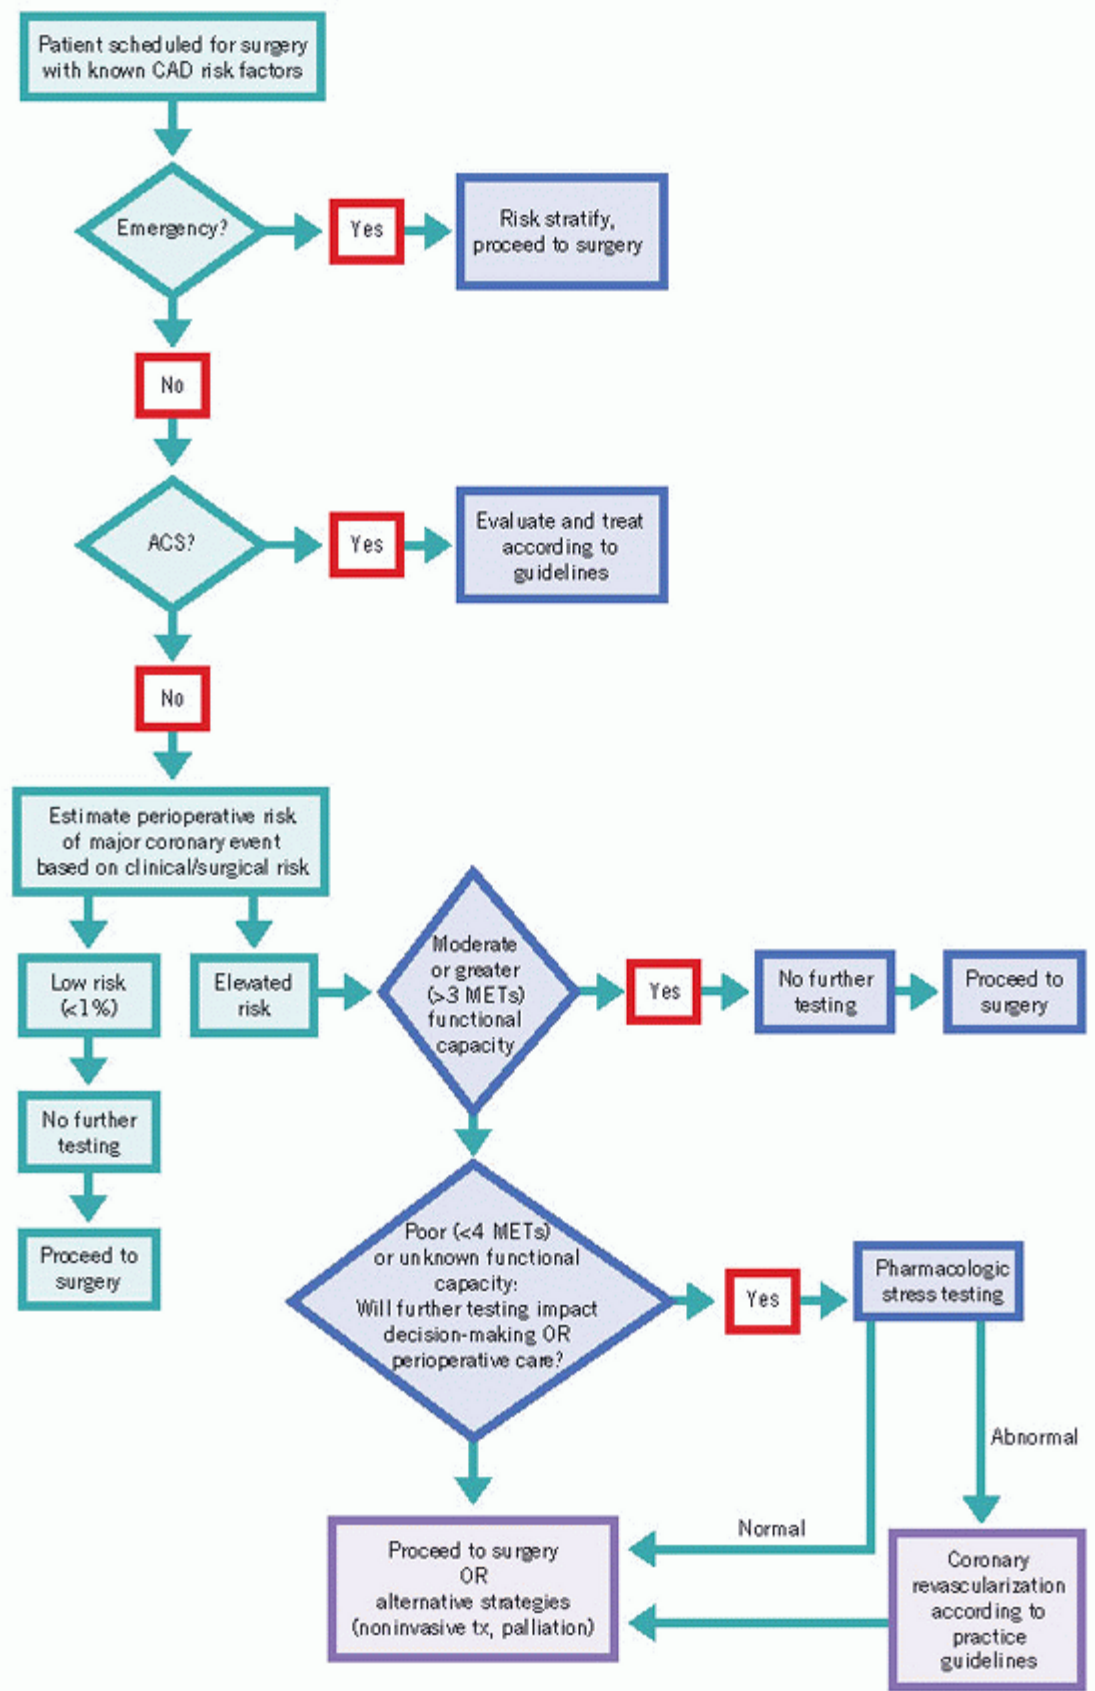 Patient scheduled for surgery
with known CAD risk factors
Emergency?
Yes
Risk stratify,
proceed to surgery
No
ACS?
Yes
Evaluate and treat
according to
guidelines
No
Estimate perioperative risk
of major coronary event
based on clinical/surgical risk
Low risk
(<1%)
No further
testing
Proceed to
surgery
Elevated
risk
Moderate
or greater
(>3 METs)
functional
capacity
Yes
No further
testing
Proceed to
surgery
Poor (<4 METs)
or unknown functional
capacity:
Will further testing impact
decision-making OR
perioperative care?
Yes
Pharmacologic
stress testing
Abnormal
Normal
Proceed to surgery
OR
alternative strategies
(noninvasive tx, palliation)
Coronary
revascularization
according to
practice
guidelines